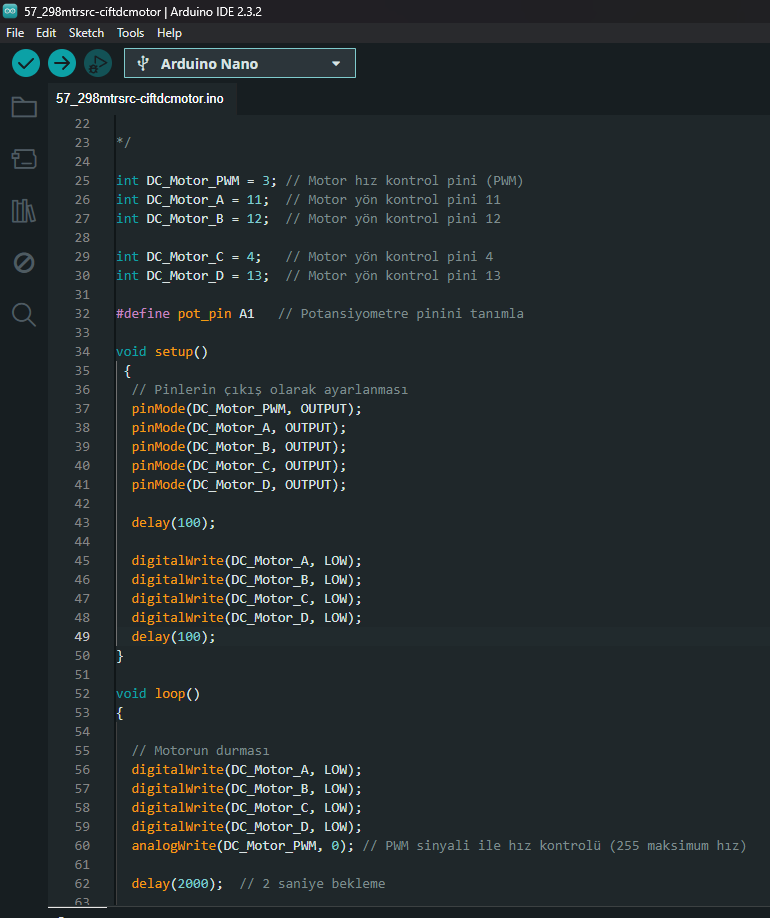 57_298mtrsrc-ciftdcmotor | Arduino IDE 2.3.2
File Edit Sketch Tools Help
Arduino Nano
57_298mtrsrc-ciftdcmotor.ino
22
23 */
24
25 int DC_Motor_PWM = 3; // Motor hız kontrol pini (PWM)
26 int DC_Motor_A = 11;  // Motor yön kontrol pini 11
27 int DC_Motor_B = 12;  // Motor yön kontrol pini 12
28
29 int DC_Motor_C = 4;   // Motor yön kontrol pini 4
30 int DC_Motor_D = 13;  // Motor yön kontrol pini 13
31
32 #define pot_pin A1   // Potansiyometre pinini tanımla
33
34 void setup()
35  {
36   // Pinlerin çıkış olarak ayarlanması
37   pinMode(DC_Motor_PWM, OUTPUT);
38   pinMode(DC_Motor_A, OUTPUT);
39   pinMode(DC_Motor_B, OUTPUT);
40   pinMode(DC_Motor_C, OUTPUT);
41   pinMode(DC_Motor_D, OUTPUT);
42
43   delay(100);
44
45   digitalWrite(DC_Motor_A, LOW);
46   digitalWrite(DC_Motor_B, LOW);
47   digitalWrite(DC_Motor_C, LOW);
48   digitalWrite(DC_Motor_D, LOW);
49   delay(100);
50 }
51
52 void loop()
53 {
54
55   // Motorun durması
56   digitalWrite(DC_Motor_A, LOW);
57   digitalWrite(DC_Motor_B, LOW);
58   digitalWrite(DC_Motor_C, LOW);
59   digitalWrite(DC_Motor_D, LOW);
60   analogWrite(DC_Motor_PWM, 0); // PWM sinyali ile hız kontrolü (255 maksimum hız)
61
62   delay(2000);  // 2 saniye bekleme
63